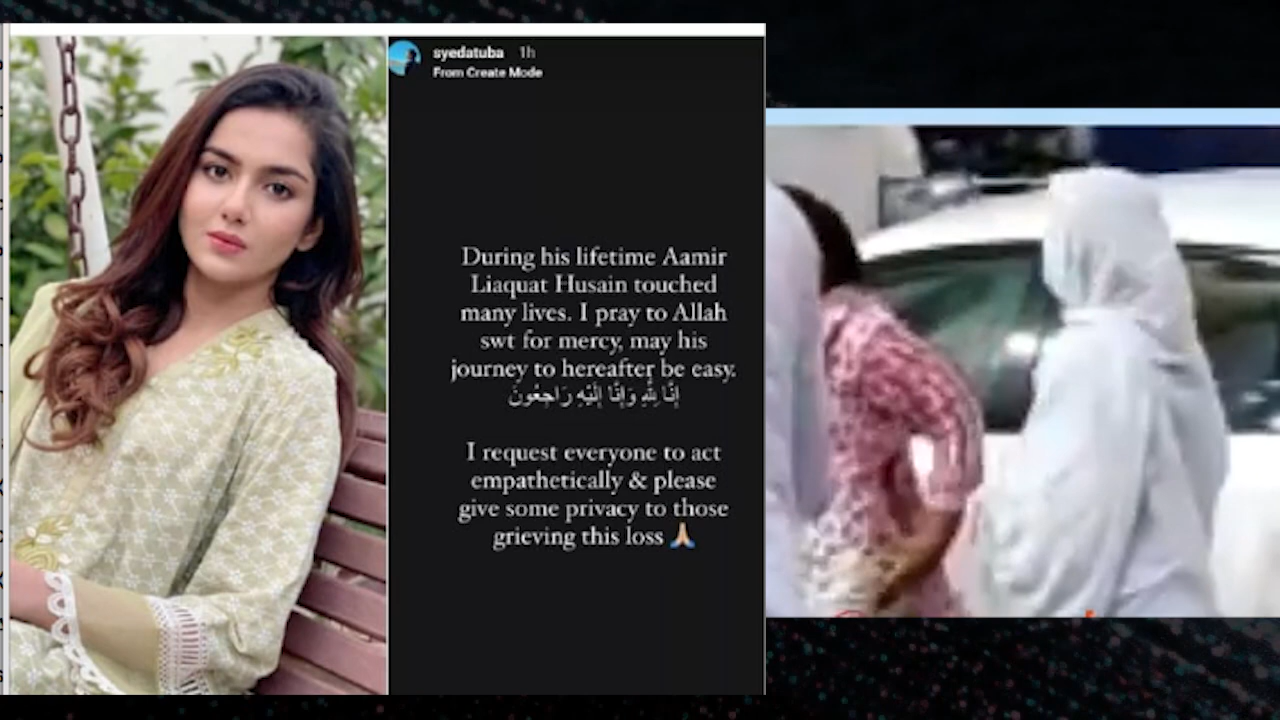 syedatuba 1h
From Create Mode
During his lifetime Aamir
Liaquat Husain touched
many lives. I pray to Allah
swt for mercy, may his
journey to hereafter be easy.
إِنَّا لِلَّهِ وَإِنَّا إِلَيْهِ رَاجِعُونَ
I request everyone to act
empathetically & please
give some privacy to those
grieving this loss 🙏🏼